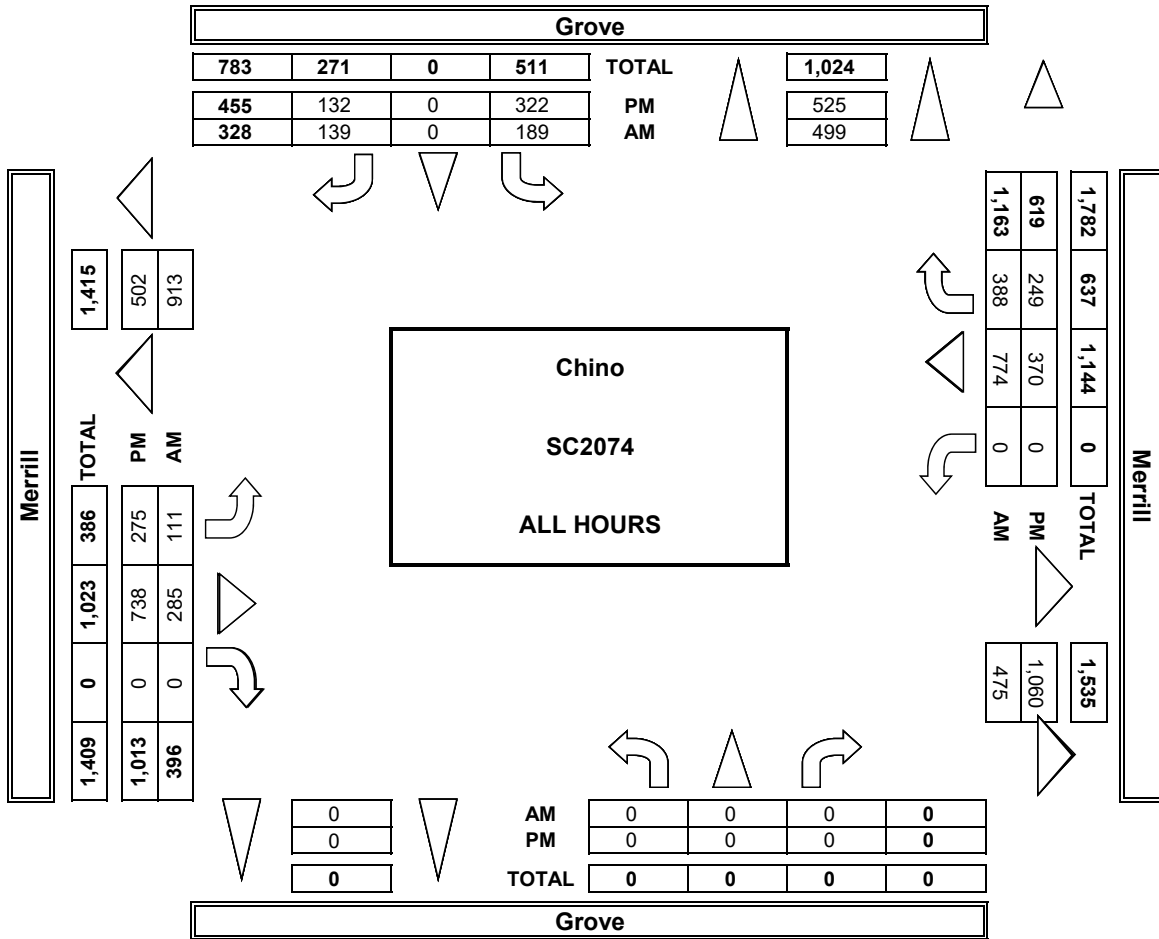 Grove
783 271 0 511 TOTAL 1,024
455 132 0 322 PM 525
328 139 0 189 AM 499
Merrill
1,415
502
913
TOTAL
PM
AM
386 1,023 0 1,409
275 738 0 1,013
111 285 0 396
Chino
SC2074
ALL HOURS
1,782 637 1,144 0 TOTAL
619 249 370 0 PM
1,163 388 774 0 AM
1,535
1,060
475
Merrill
0 AM 0 0 0 0
0 PM 0 0 0 0
0 TOTAL 0 0 0 0
Grove